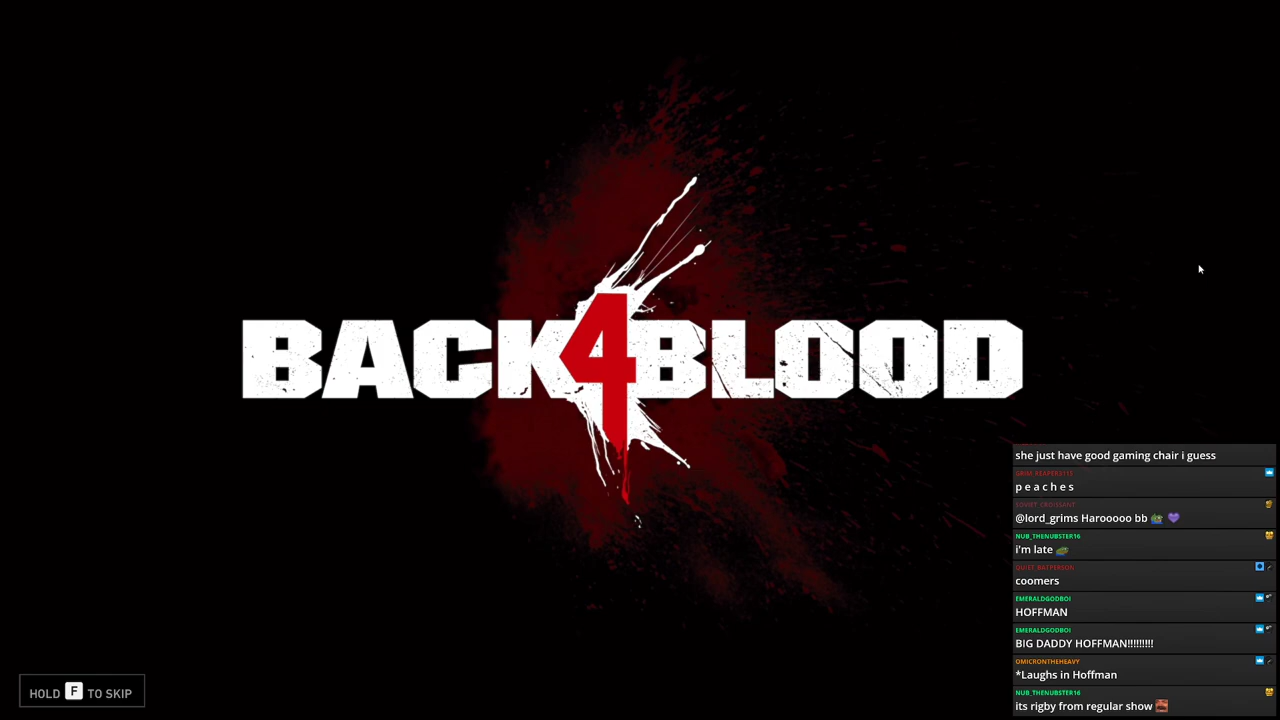 BACK4BLOOD
she just have good gaming chair i guess
p e a c h e s
@lord_grims Harooooo bb
NUB_THENUBSTER16
i'm late
QUIET_RATPERSON
coomers
EMERALDGODBOI
HOFFMAN
EMERALDGODBOI
BIG DADDY HOFFMAN!!!!!!!!!
OMICRONTHEHEAVY
*Laughs in Hoffman
NUB_THENUBSTER16
its rigby from regular show
HOLD F TO SKIP